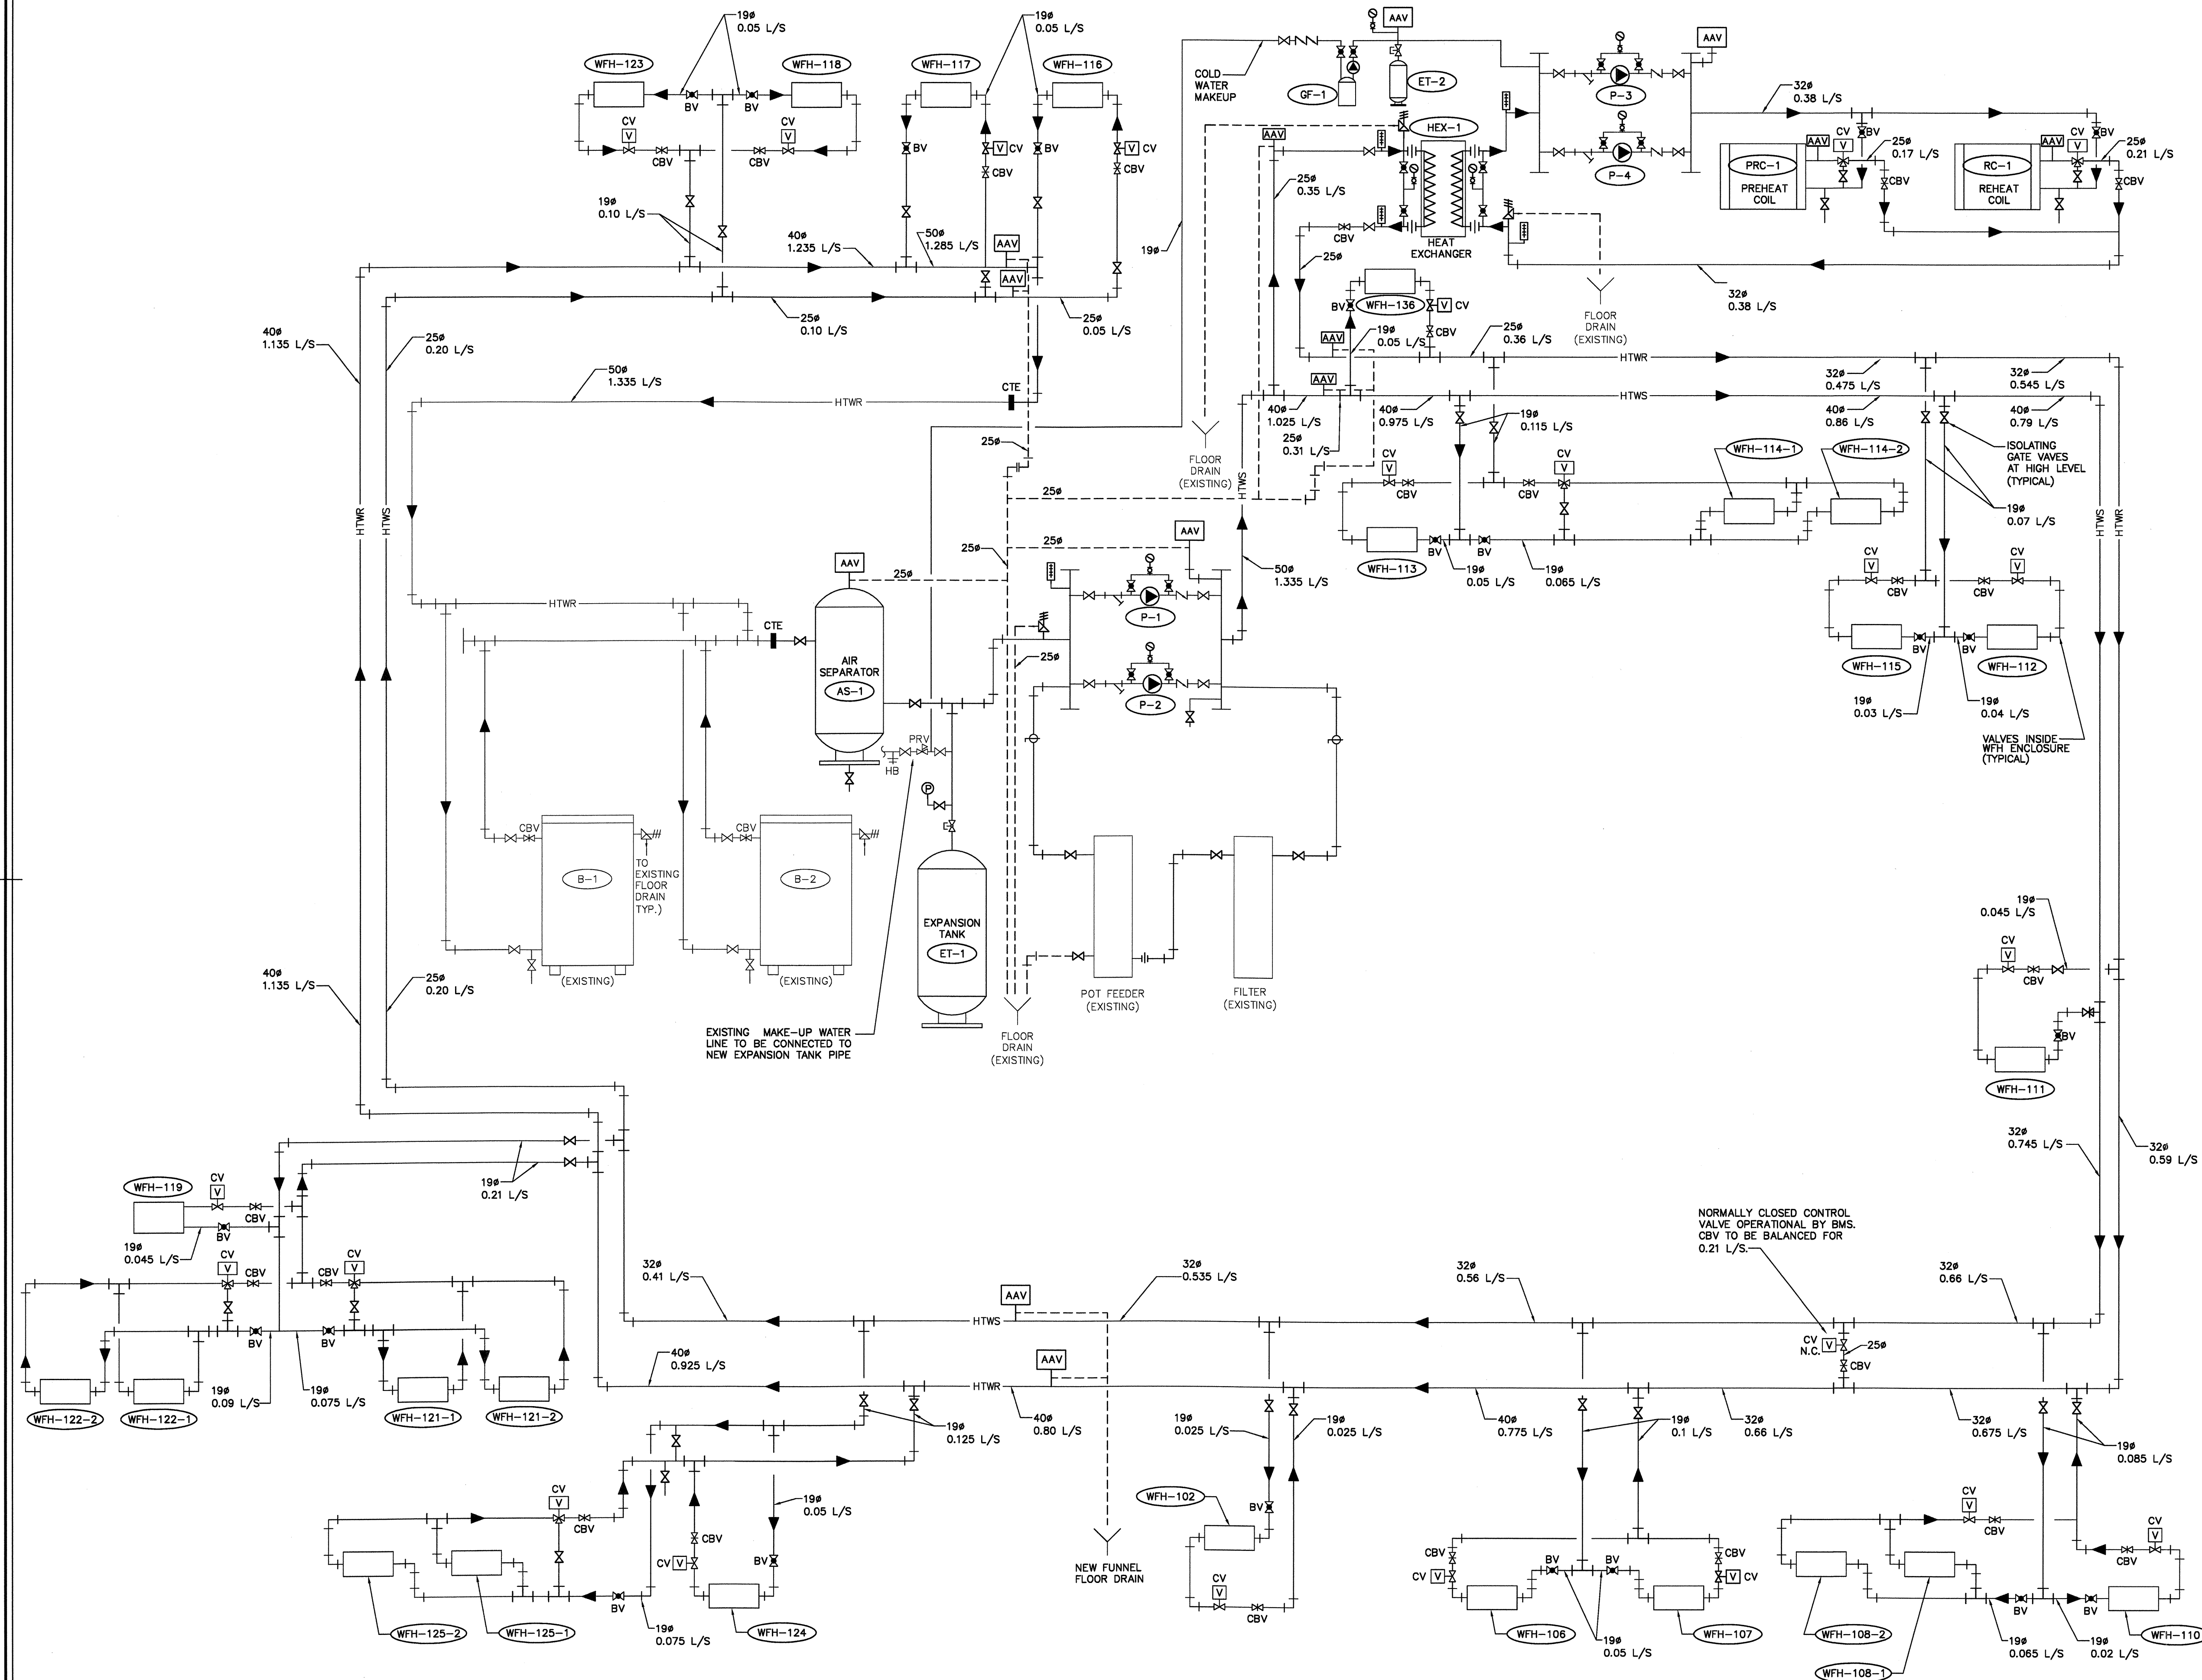 19ø
0.05 L/S
19ø
0.05 L/S
WFH-123
WFH-118
WFH-117
WFH-116
BV
BV
CV
V
CV
V
CBV
CBV
BV
V CV
CBV
BV
V CV
CBV
19ø
0.10 L/S
40ø
1.235 L/S
50ø
1.285 L/S
AAV
AAV
25ø
0.10 L/S
25ø
0.05 L/S
40ø
1.135 L/S
25ø
0.20 L/S
50ø
1.335 L/S
HTWR
CTE
HTWR
HTWS
COLD
WATER
MAKEUP
19ø
GF-1
AAV
ET-2
P-3
P-4
AAV
32ø
0.38 L/S
AAV
CV
V
BV
25ø
0.17 L/S
PRC-1
PREHEAT
COIL
CBV
AAV
CV
V
BV
25ø
0.21 L/S
RC-1
REHEAT
COIL
CBV
32ø
0.38 L/S
AAV
HEX-1
HEAT
EXCHANGER
25ø
0.35 L/S
CBV
25ø
FLOOR
DRAIN
(EXISTING)
FLOOR
DRAIN
(EXISTING)
WFH-136
BV
V CV
CBV
AAV
19ø
0.05 L/S
25ø
0.36 L/S
HTWR
32ø
0.475 L/S
32ø
0.545 L/S
AAV
40ø
1.025 L/S
25ø
0.31 L/S
40ø
0.975 L/S
HTWS
40ø
0.86 L/S
40ø
0.79 L/S
19ø
0.115 L/S
CV
V
CBV
CV
V
CBV
WFH-114-1
WFH-114-2
WFH-113
BV
BV
19ø
0.05 L/S
19ø
0.065 L/S
ISOLATING
GATE VAVES
AT HIGH LEVEL
(TYPICAL)
19ø
0.07 L/S
HTWS
HTWR
CV
V
CBV
CV
V
CBV
WFH-115
BV
BV
WFH-112
19ø
0.03 L/S
19ø
0.04 L/S
VALVES INSIDE
WFH ENCLOSURE
(TYPICAL)
25ø
25ø
HTWS
25ø
25ø
AAV
AAV
25ø
50ø
1.335 L/S
P-1
P-2
25ø
HTWR
CTE
AIR
SEPARATOR
AS-1
PRV
HB
P
CBV
CBV
B-1
B-2
TO
EXISTING
FLOOR
DRAIN
TYP.)
(EXISTING)
(EXISTING)
EXPANSION
TANK
ET-1
POT FEEDER
(EXISTING)
FILTER
(EXISTING)
EXISTING MAKE-UP WATER
LINE TO BE CONNECTED TO
NEW EXPANSION TANK PIPE
FLOOR
DRAIN
(EXISTING)
19ø
0.045 L/S
CV
V
CBV
BV
WFH-111
32ø
0.745 L/S
32ø
0.59 L/S
40ø
1.135 L/S
25ø
0.20 L/S
19ø
0.21 L/S
WFH-119
CV
V
CBV
BV
19ø
0.045 L/S
CV
V
CBV
CBV
CV
V
BV
BV
19ø
0.09 L/S
19ø
0.075 L/S
WFH-122-2
WFH-122-1
WFH-121-1
WFH-121-2
32ø
0.41 L/S
HTWS
AAV
32ø
0.535 L/S
32ø
0.56 L/S
NORMALLY CLOSED CONTROL
VALVE OPERATIONAL BY BMS.
CBV TO BE BALANCED FOR
0.21 L/S.
32ø
0.66 L/S
CV
N.C.
V
25ø
CBV
40ø
0.925 L/S
HTWR
AAV
40ø
0.80 L/S
19ø
0.125 L/S
19ø
0.025 L/S
19ø
0.025 L/S
40ø
0.775 L/S
19ø
0.1 L/S
32ø
0.66 L/S
32ø
0.675 L/S
19ø
0.085 L/S
CV
V
CBV
19ø
0.05 L/S
CBV
CV V
BV
BV
WFH-125-2
WFH-125-1
19ø
0.075 L/S
WFH-124
NEW FUNNEL
FLOOR DRAIN
WFH-102
BV
CV
V
CBV
CBV
CV V
BV
BV
CBV
V CV
WFH-106
19ø
0.05 L/S
WFH-107
CV
V
CBV
CV
V
CBV
BV
BV
WFH-108-2
WFH-108-1
19ø
0.065 L/S
19ø
0.02 L/S
WFH-110